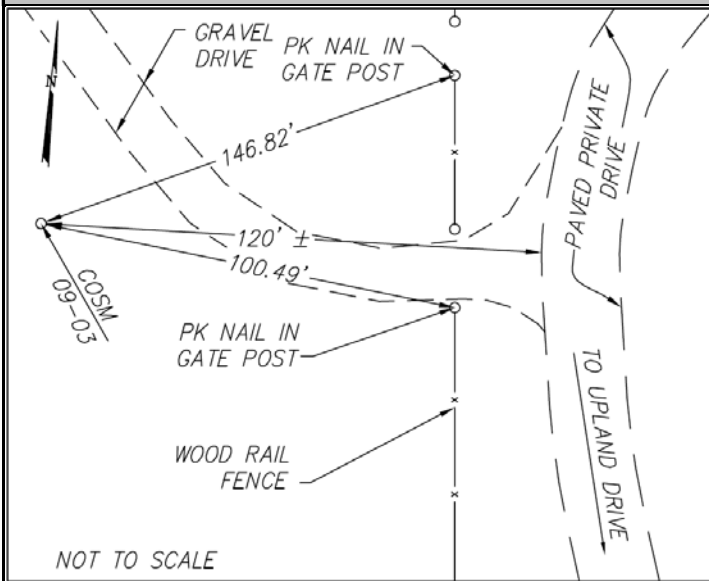 GRAVEL
DRIVE
PK NAIL IN
GATE POST
N
146.82'
PAVED PRIVATE
DRIVE
120' ±
100.49'
COSM
09-03
PK NAIL IN
GATE POST
TO UPLAND DRIVE
WOOD RAIL
FENCE
NOT TO SCALE